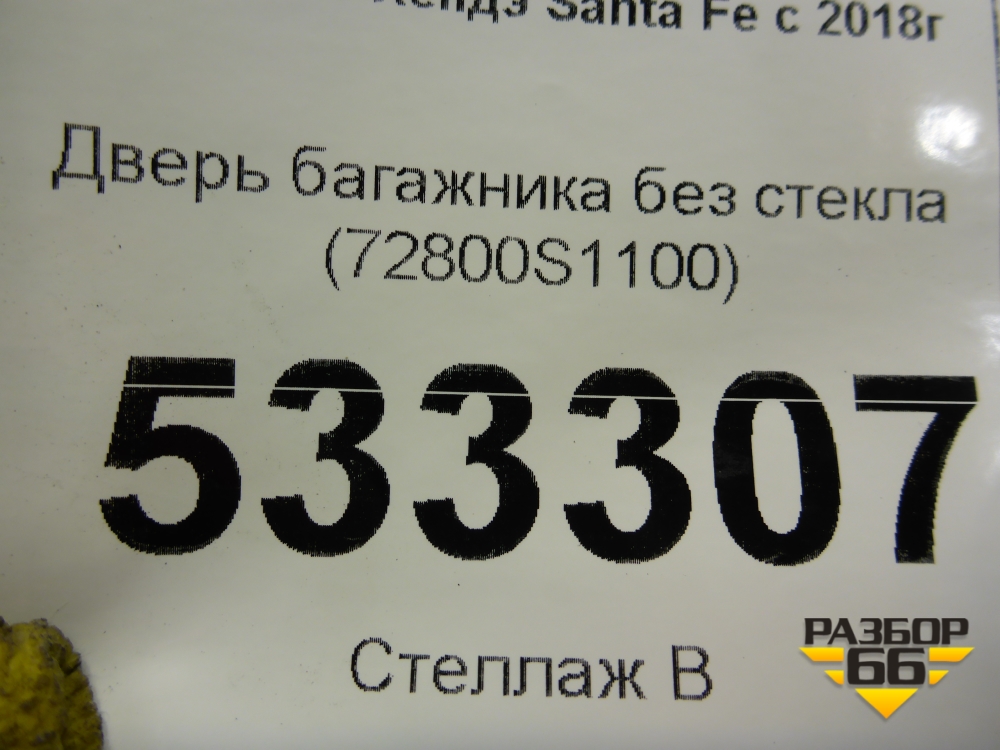 Santa Fe с 2018г
Дверь багажника без стекла
(72800S1100)
533307
Стеллаж В
РАЗБОР
66